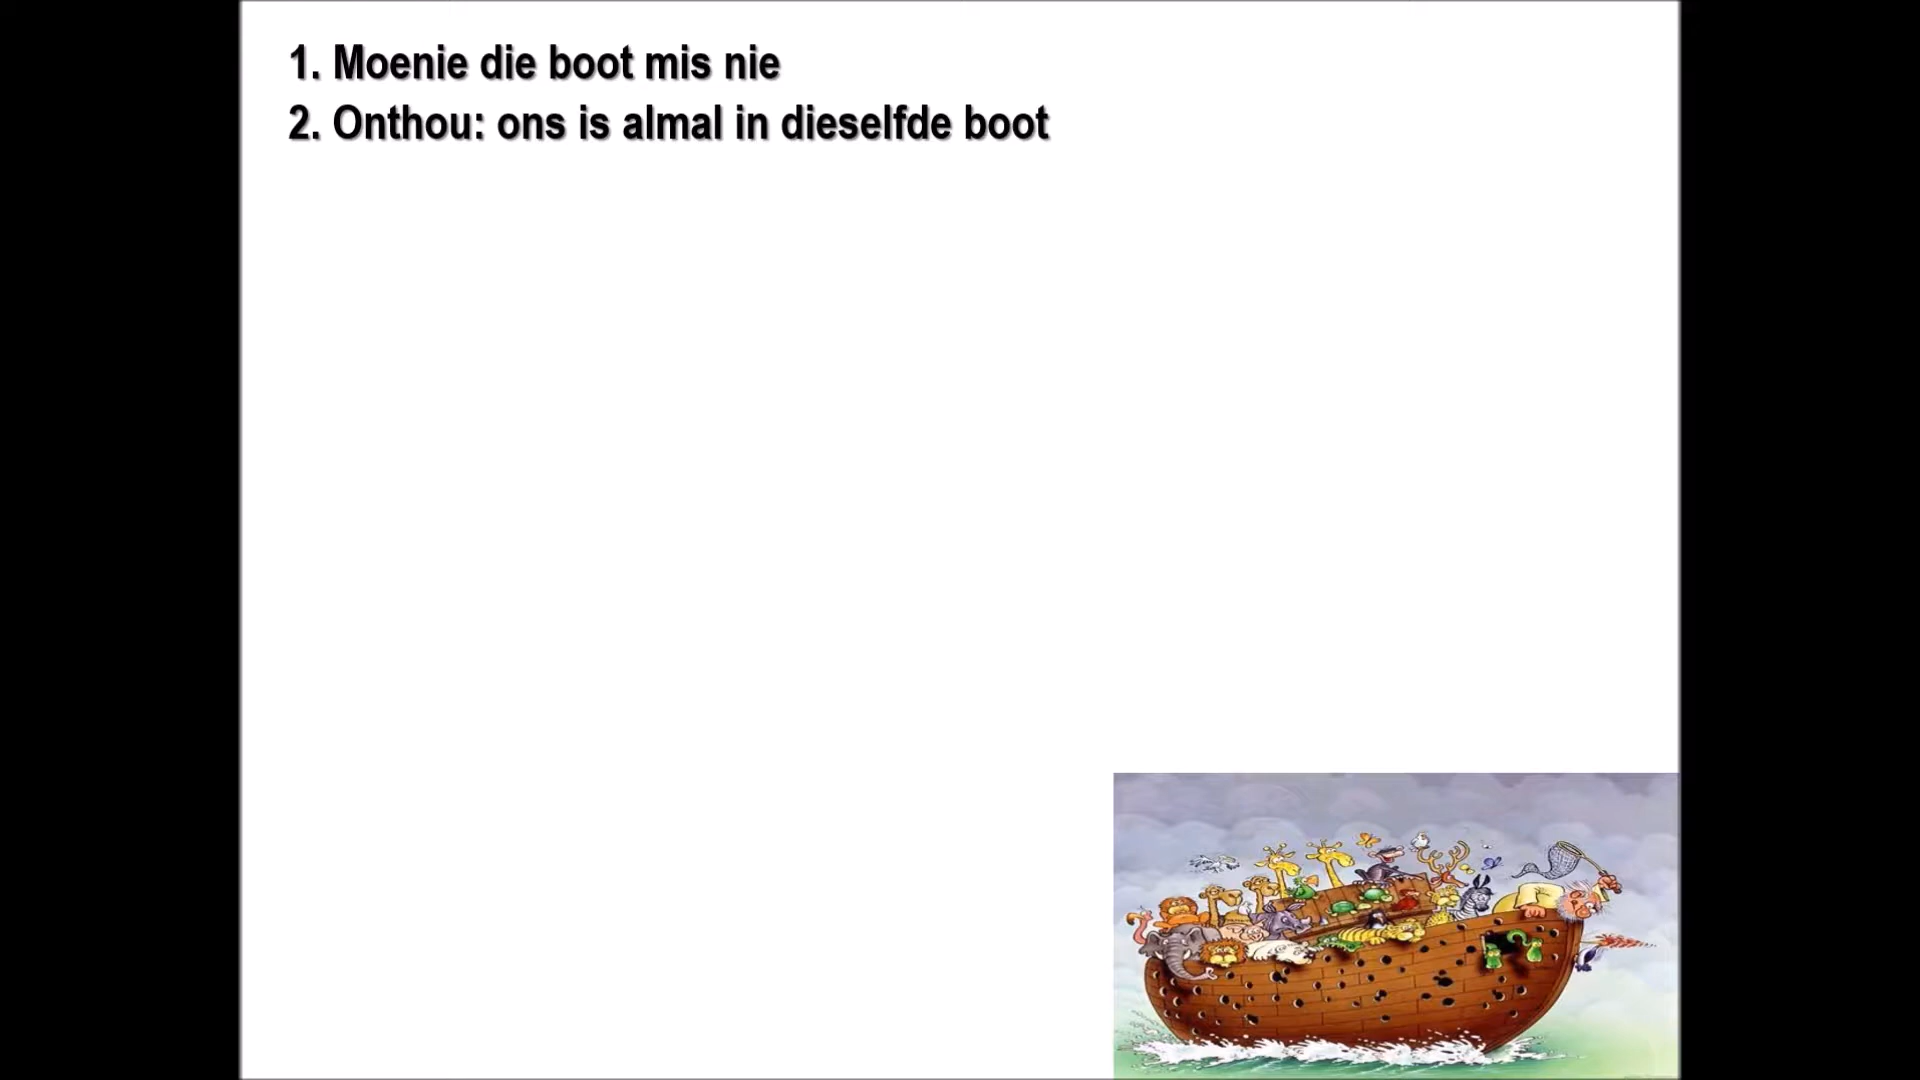 1. Moenie die boot mis nie
2. Onthou: ons is almal in dieselfde boot